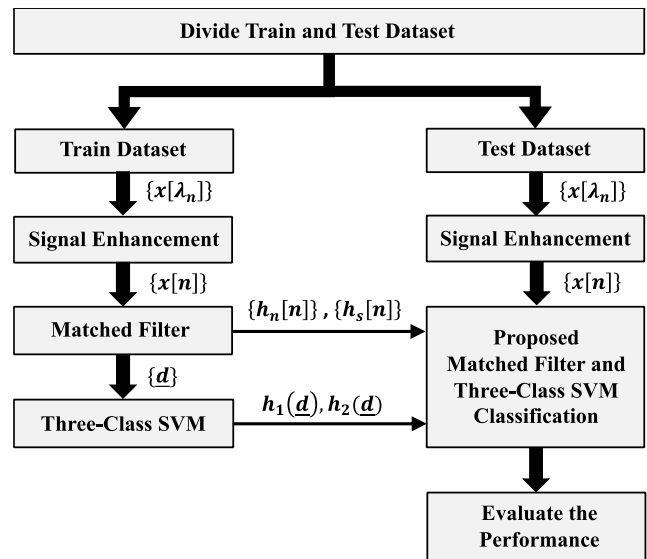 Divide Train and Test Dataset
Train Dataset
Test Dataset
{x[λₙ]}
{x[λₙ]}
Signal Enhancement
Signal Enhancement
{x[n]}
{x[n]}
Matched Filter
{hₙ[n]} , {hₛ[n]}
Proposed
Matched Filter and
Three-Class SVM
Classification
{d̲}
Three-Class SVM
h₁(d̲), h₂(d̲)
Evaluate the
Performance